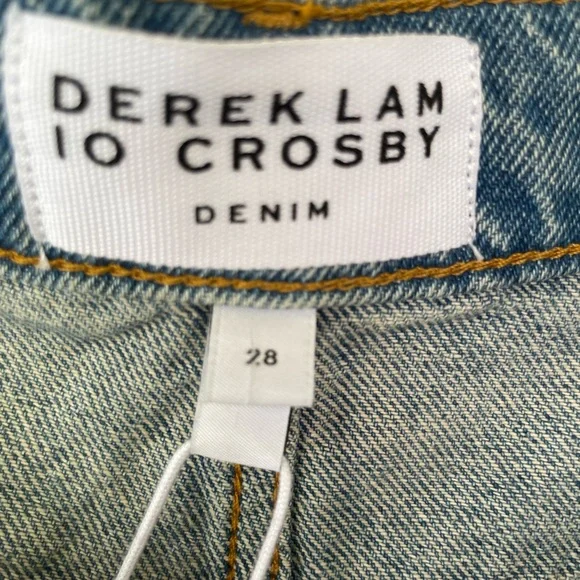 DEREK LAM
10 CROSBY
DENIM
28